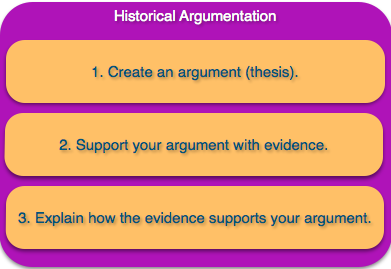 Historical Argumentation
1. Create an argument (thesis).
2. Support your argument with evidence.
3. Explain how the evidence supports your argument.